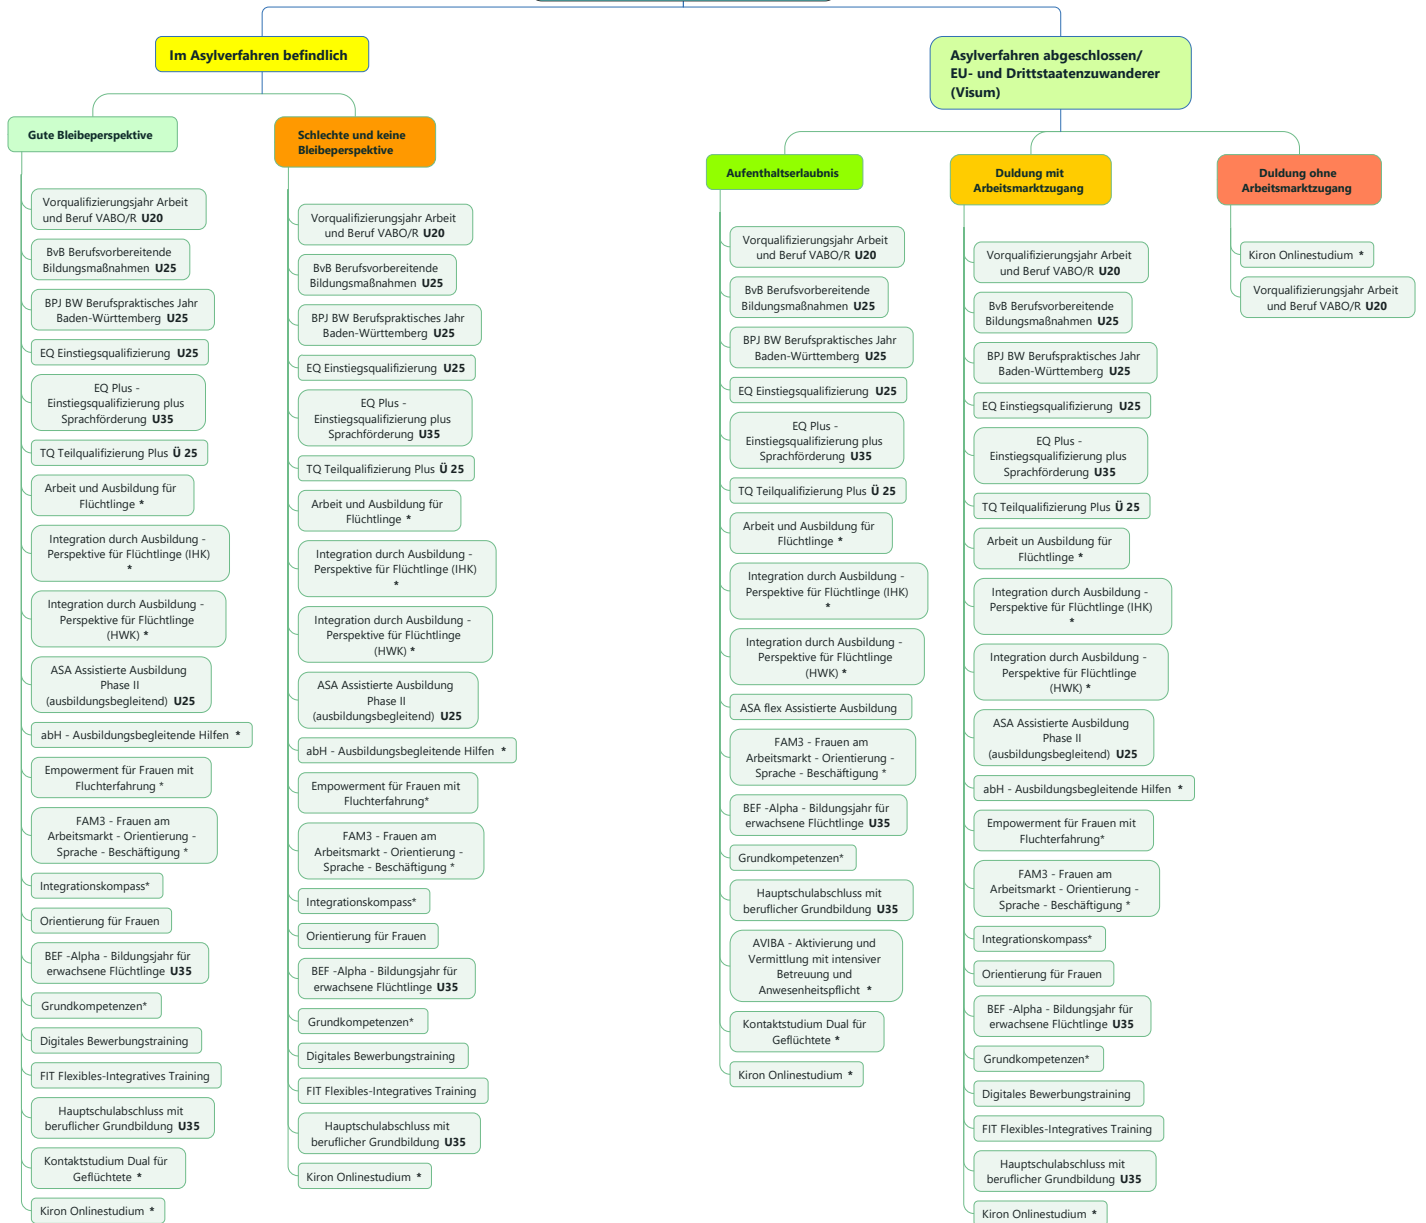 Im Asylverfahren befindlich
Gute Bleibeperspektive
Vorqualifizierungsjahr Arbeit
und Beruf VABO/R U20
BvB Berufsvorbereitende
Bildungsmaßnahmen U25
BPJ BW Berufspraktisches Jahr
Baden-Württemberg U25
EQ Einstiegsqualifizierung U25
EQ Plus -
Einstiegsqualifizierung plus
Sprachförderung U35
TQ Teilqualifizierung Plus Ü 25
Arbeit und Ausbildung für
Flüchtlinge *
Integration durch Ausbildung -
Perspektive für Flüchtlinge (IHK)
*
Integration durch Ausbildung -
Perspektive für Flüchtlinge
(HWK) *
ASA Assistierte Ausbildung
Phase II
(ausbildungsbegleitend) U25
abH - Ausbildungsbegleitende Hilfen *
Empowerment für Frauen mit
Fluchterfahrung *
FAM3 - Frauen am
Arbeitsmarkt - Orientierung -
Sprache - Beschäftigung *
Integrationskompass*
Orientierung für Frauen
BEF -Alpha - Bildungsjahr für
erwachsene Flüchtlinge U35
Grundkompetenzen*
Digitales Bewerbungstraining
FIT Flexibles-Integratives Training
Hauptschulabschluss mit
beruflicher Grundbildung U35
Kontaktstudium Dual für
Geflüchtete *
Kiron Onlinestudium *
Schlechte und keine
Bleibeperspektive
Vorqualifizierungsjahr Arbeit
und Beruf VABO/R U20
BvB Berufsvorbereitende
Bildungsmaßnahmen U25
BPJ BW Berufspraktisches Jahr
Baden-Württemberg U25
EQ Einstiegsqualifizierung U25
EQ Plus -
Einstiegsqualifizierung plus
Sprachförderung U35
TQ Teilqualifizierung Plus Ü 25
Arbeit und Ausbildung für
Flüchtlinge *
Integration durch Ausbildung -
Perspektive für Flüchtlinge (IHK)
*
Integration durch Ausbildung -
Perspektive für Flüchtlinge
(HWK) *
ASA Assistierte Ausbildung
Phase II
(ausbildungsbegleitend) U25
abH - Ausbildungsbegleitende Hilfen *
Empowerment für Frauen mit
Fluchterfahrung*
FAM3 - Frauen am
Arbeitsmarkt - Orientierung -
Sprache - Beschäftigung *
Integrationskompass*
Orientierung für Frauen
BEF -Alpha - Bildungsjahr für
erwachsene Flüchtlinge U35
Grundkompetenzen*
Digitales Bewerbungstraining
FIT Flexibles-Integratives Training
Hauptschulabschluss mit
beruflicher Grundbildung U35
Kiron Onlinestudium *
Asylverfahren abgeschlossen/
EU- und Drittstaatenzuwanderer
(Visum)
Aufenthaltserlaubnis
Vorqualifizierungsjahr Arbeit
und Beruf VABO/R U20
BvB Berufsvorbereitende
Bildungsmaßnahmen U25
BPJ BW Berufspraktisches Jahr
Baden-Württemberg U25
EQ Einstiegsqualifizierung U25
EQ Plus -
Einstiegsqualifizierung plus
Sprachförderung U35
TQ Teilqualifizierung Plus Ü 25
Arbeit und Ausbildung für
Flüchtlinge *
Integration durch Ausbildung -
Perspektive für Flüchtlinge (IHK)
*
Integration durch Ausbildung -
Perspektive für Flüchtlinge
(HWK) *
ASA flex Assistierte Ausbildung
FAM3 - Frauen am
Arbeitsmarkt - Orientierung -
Sprache - Beschäftigung *
BEF -Alpha - Bildungsjahr für
erwachsene Flüchtlinge U35
Grundkompetenzen*
Hauptschulabschluss mit
beruflicher Grundbildung U35
AVIBA - Aktivierung und
Vermittlung mit intensiver
Betreuung und
Anwesenheitspflicht *
Kontaktstudium Dual für
Geflüchtete *
Kiron Onlinestudium *
Duldung mit
Arbeitsmarktzugang
Vorqualifizierungsjahr Arbeit
und Beruf VABO/R U20
BvB Berufsvorbereitende
Bildungsmaßnahmen U25
BPJ BW Berufspraktisches Jahr
Baden-Württemberg U25
EQ Einstiegsqualifizierung U25
EQ Plus -
Einstiegsqualifizierung plus
Sprachförderung U35
TQ Teilqualifizierung Plus Ü 25
Arbeit un Ausbildung für
Flüchtlinge *
Integration durch Ausbildung -
Perspektive für Flüchtlinge (IHK)
*
Integration durch Ausbildung -
Perspektive für Flüchtlinge
(HWK) *
ASA Assistierte Ausbildung
Phase II
(ausbildungsbegleitend) U25
abH - Ausbildungsbegleitende Hilfen *
Empowerment für Frauen mit
Fluchterfahrung*
FAM3 - Frauen am
Arbeitsmarkt - Orientierung -
Sprache - Beschäftigung *
Integrationskompass*
Orientierung für Frauen
BEF -Alpha - Bildungsjahr für
erwachsene Flüchtlinge U35
Grundkompetenzen*
Digitales Bewerbungstraining
FIT Flexibles-Integratives Training
Hauptschulabschluss mit
beruflicher Grundbildung U35
Kiron Onlinestudium *
Duldung ohne
Arbeitsmarktzugang
Kiron Onlinestudium *
Vorqualifizierungsjahr Arbeit
und Beruf VABO/R U20